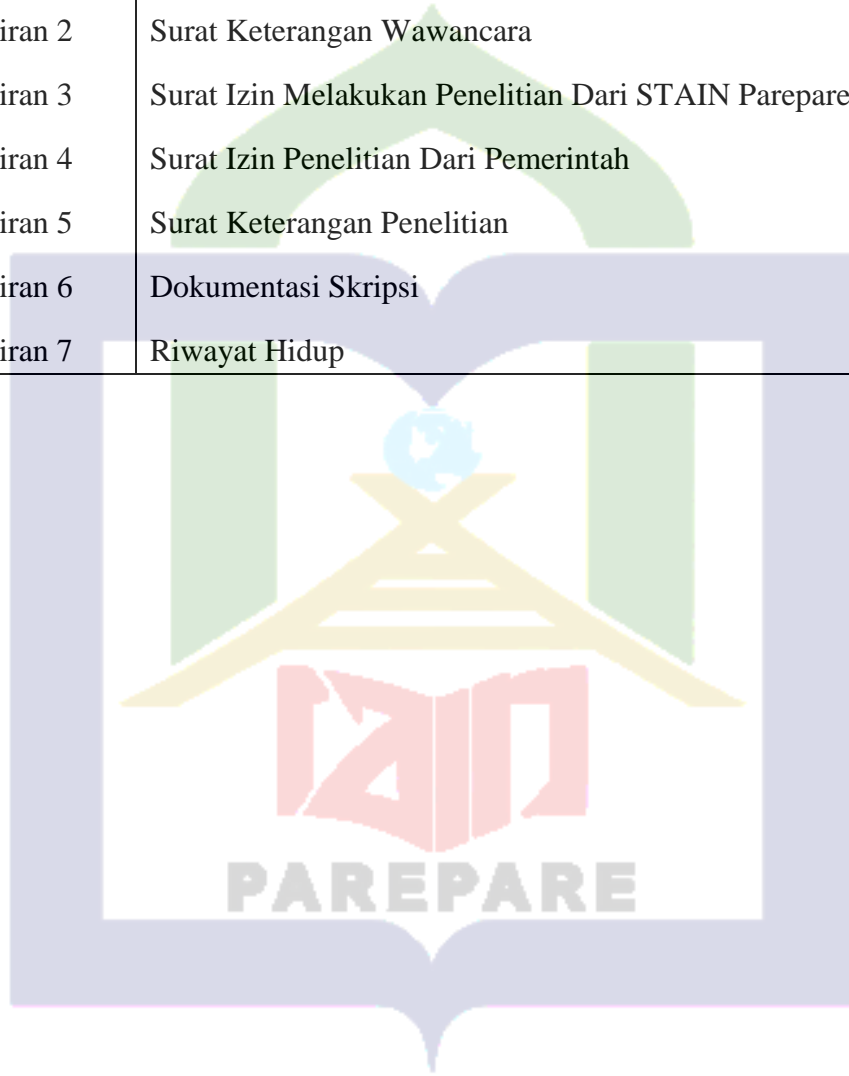 iran 2 Surat Keterangan Wawancara
iran 3 Surat Izin Melakukan Penelitian Dari STAIN Parepare
iran 4 Surat Izin Penelitian Dari Pemerintah
iran 5 Surat Keterangan Penelitian
iran 6 Dokumentasi Skripsi
iran 7 Riwayat Hidup
iain
PAREPARE